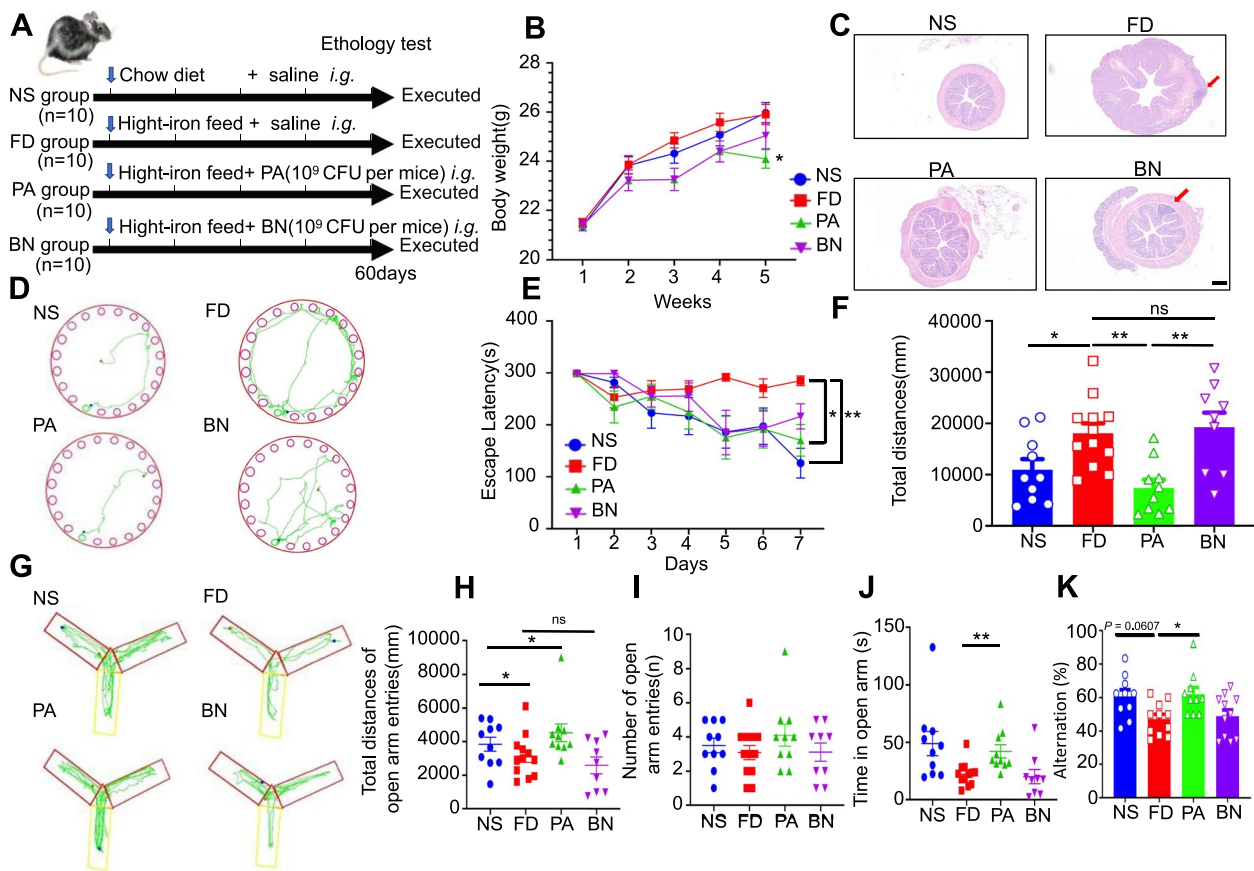 A
Ethology test
Chow diet + saline i.g.
NS group
(n=10)
Executed
Hight-iron feed + saline i.g.
FD group
(n=10)
Executed
Hight-iron feed+ PA(10⁹ CFU per mice) i.g.
PA group
(n=10)
Executed
Hight-iron feed+ BN(10⁹ CFU per mice) i.g.
BN group
(n=10)
Executed
60days
B
Body weight(g)
28
26
24
22
20
1 2 3 4 5
Weeks
*
NS
FD
PA
BN
C
NS FD
PA BN
D
NS FD
PA BN
E
Escape Latency(s)
400
300
200
100
0
1 2 3 4 5 6 7
Days
NS
FD
PA
BN
* **
F
Total distances(mm)
40000
30000
20000
10000
0
ns
* ** **
NS FD PA BN
G
NS FD
PA BN
H
Total distances of
open arm entries(mm)
10000
8000
6000
4000
2000
0
ns
*
*
NS FD PA BN
I
Number of open
arm entries(n)
10
8
6
4
2
0
NS FD PA BN
J
Time in open arm (s)
150
100
50
0
**
NS FD PA BN
K
Alternation (%)
100
80
60
40
20
0
P = 0.0607 *
NS FD PA BN